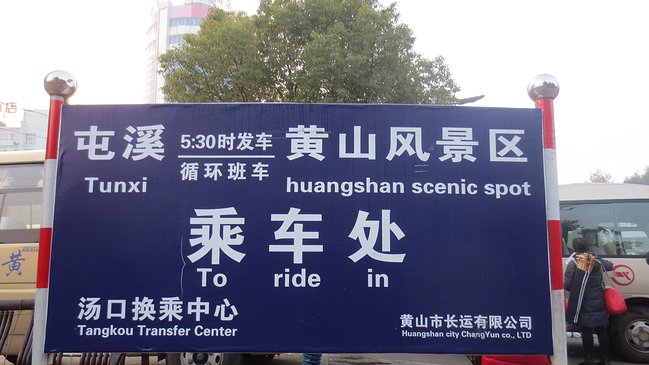 屯溪 5:30时发车 黄山风景区
循环班车
Tunxi huangshan scenic spot
乘车处
To ride in
汤口换乘中心 黄山市长运有限公司
Tangkou Transfer Center Huangshan city ChangYun co., LTD
黄